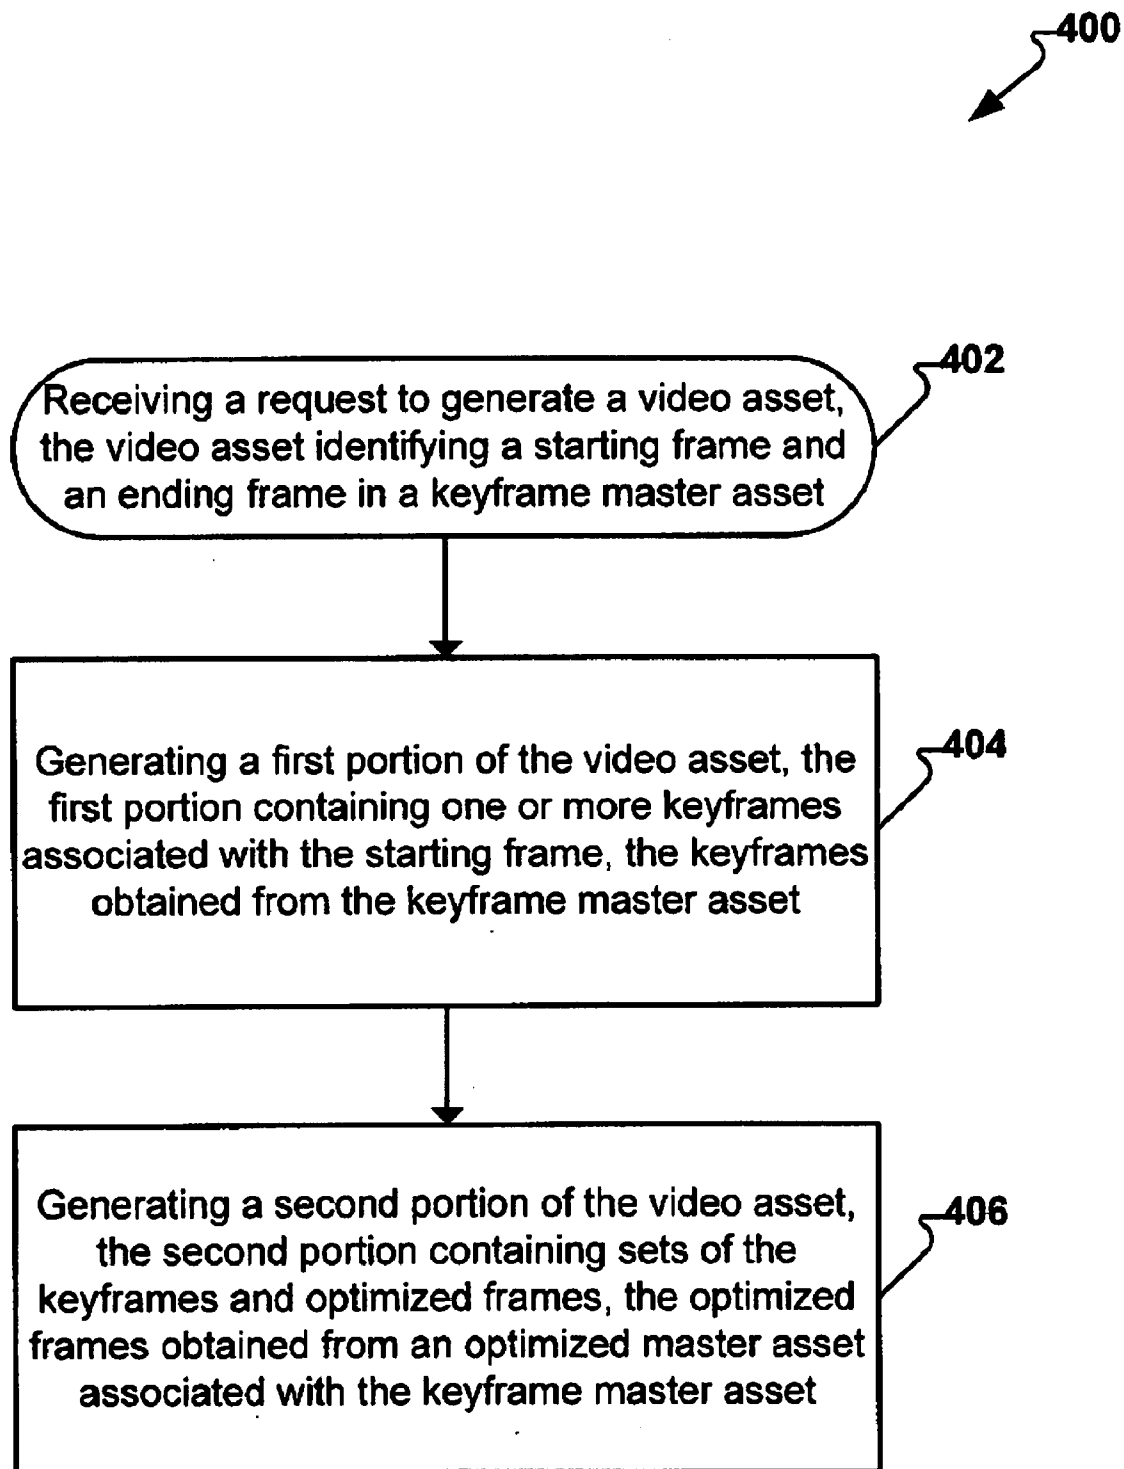 400
402
Receiving a request to generate a video asset,
the video asset identifying a starting frame and
an ending frame in a keyframe master asset
404
Generating a first portion of the video asset, the
first portion containing one or more keyframes
associated with the starting frame, the keyframes
obtained from the keyframe master asset
406
Generating a second portion of the video asset,
the second portion containing sets of the
keyframes and optimized frames, the optimized
frames obtained from an optimized master asset
associated with the keyframe master asset